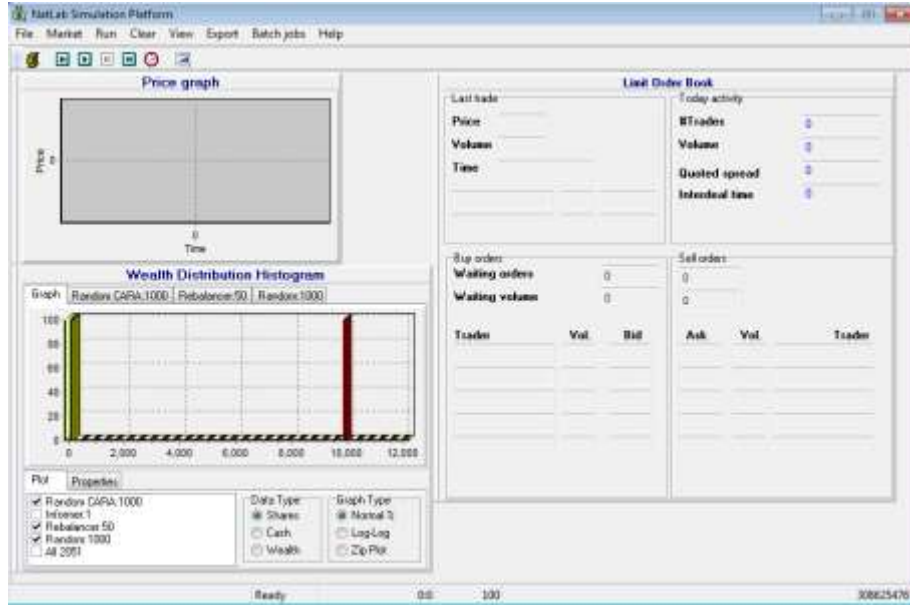 NatLab Simulation Platform
File Market Run Clear View Export Batch jobs Help
Price graph
Price
0
0
Time
Limit Order Book
Last trade
Price
Volume
Time
Today activity
#Trades 0
Volume 0
Quoted spread 0
Interdeal time 0
Wealth Distribution Histogram
Graph Random CARA:1000 Rebalancer:50 Random:1000
100
80
60
40
20
0
0 2,000 4,000 6,000 8,000 10,000 12,000
Plot Properties
Random CARA:1000
Informer:1
Rebalancer:50
Random:1000
All:2051
Data Type
Shares
Cash
Wealth
Graph Type
Normal %
Log-Log
Zip Plot
Buy orders
Waiting orders 0
Waiting volume 0
Trader Vol. Bid
Sell orders
0
0
Ask Vol. Trader
Ready 0:0 100 308625476